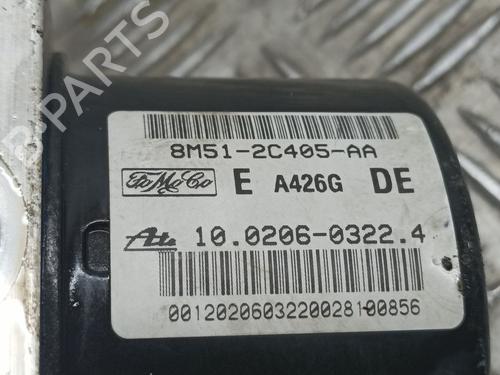 8M51-2C405-AA
FoMoCo E A426G DE
Ate 10.0206-0322.4
00120206032200281-00856
B-PARTS